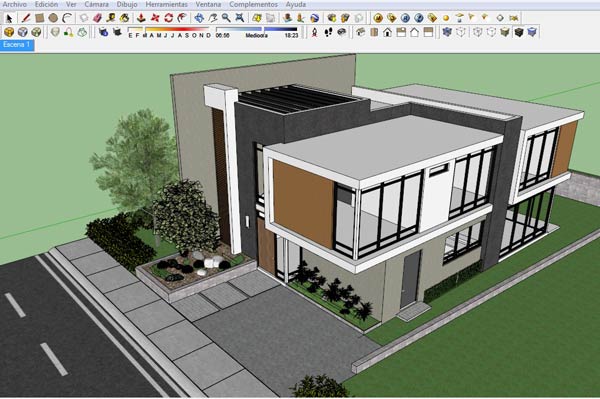 Archivo Edición Ver Cámara Dibujo Herramientas Ventana Complementos Ayuda
E F M A M J J A S O N D 06:56 Mediodía 18:23
Escena 1